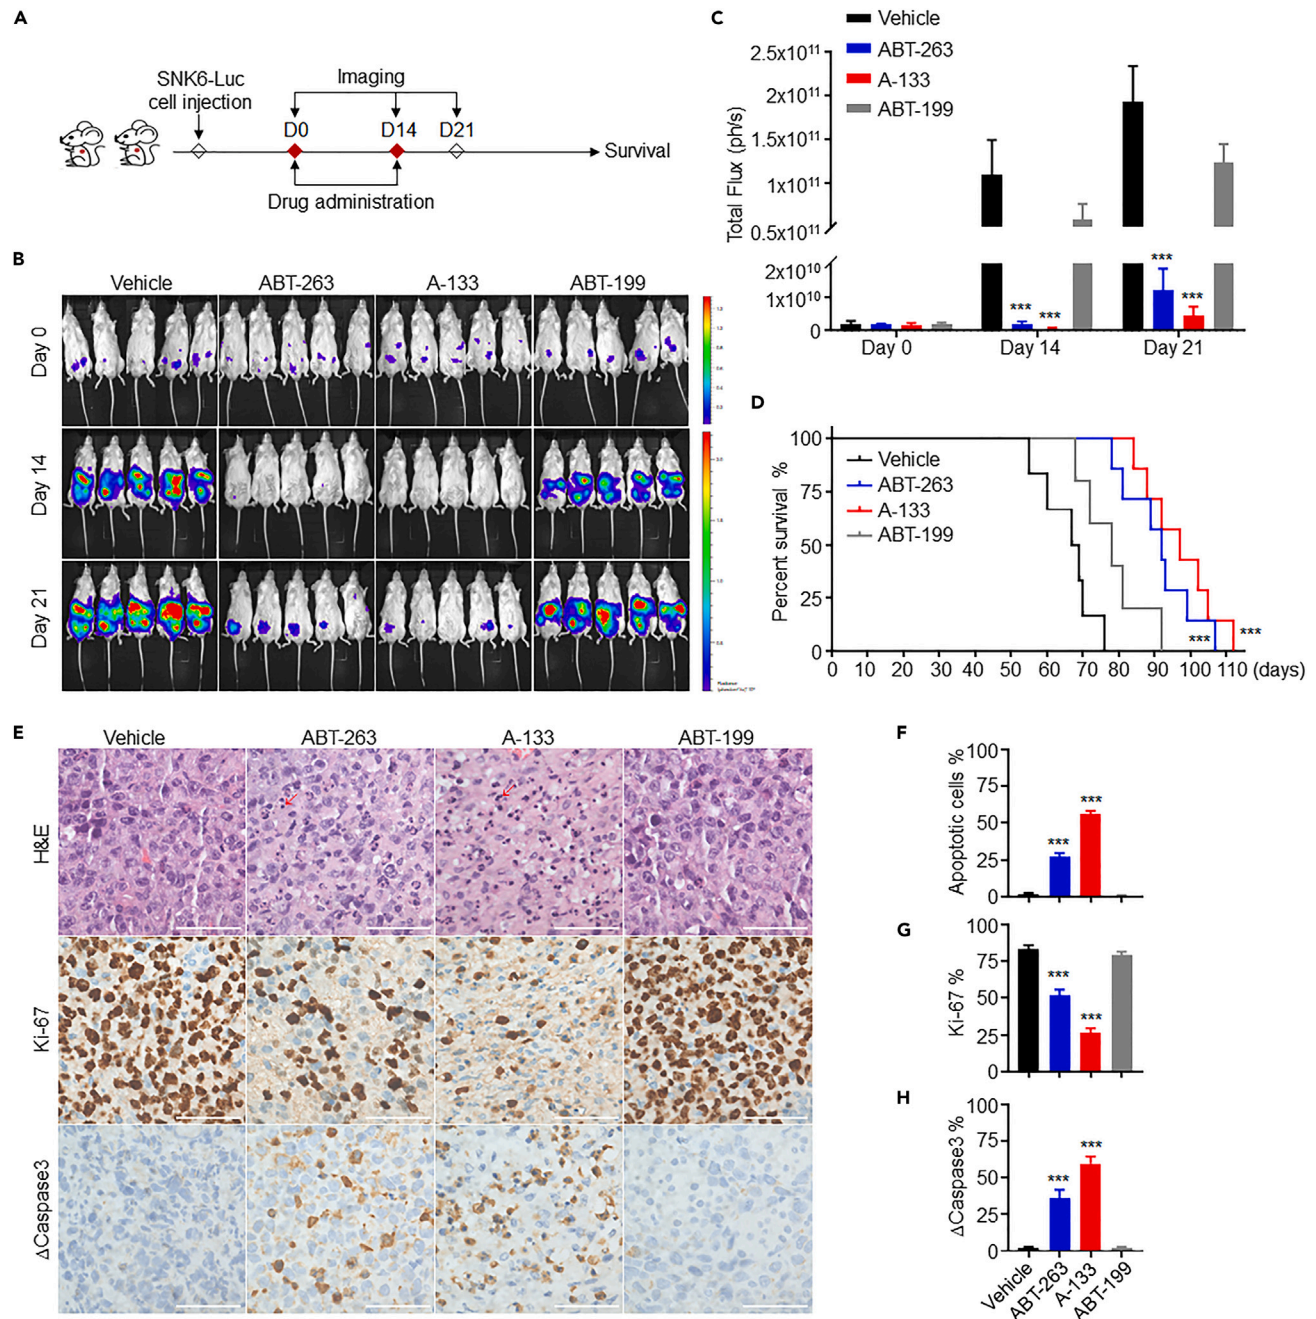 A
SNK6-Luc
cell injection
Imaging
D0
D14
D21
Survival
Drug administration
B
Vehicle
ABT-263
A-133
ABT-199
Day 0
Day 14
Day 21
C
Vehicle
ABT-263
A-133
ABT-199
Total Flux (ph/s)
2.5x10¹¹
2x10¹¹
1.5x10¹¹
1x10¹¹
0.5x10¹¹
2x10¹⁰
1x10¹⁰
0
***
***
***
***
Day 0
Day 14
Day 21
D
Percent survival %
100
75
50
25
0
Vehicle
ABT-263
A-133
ABT-199
***
***
0 10 20 30 40 50 60 70 80 90 100 110 (days)
E
Vehicle
ABT-263
A-133
ABT-199
H&E
Ki-67
ΔCaspase3
F
Apoptotic cells %
100
75
50
25
0
***
***
G
Ki-67 %
100
75
50
25
0
***
***
H
ΔCaspase3 %
100
75
50
25
0
***
***
Vehicle
ABT-263
A-133
ABT-199